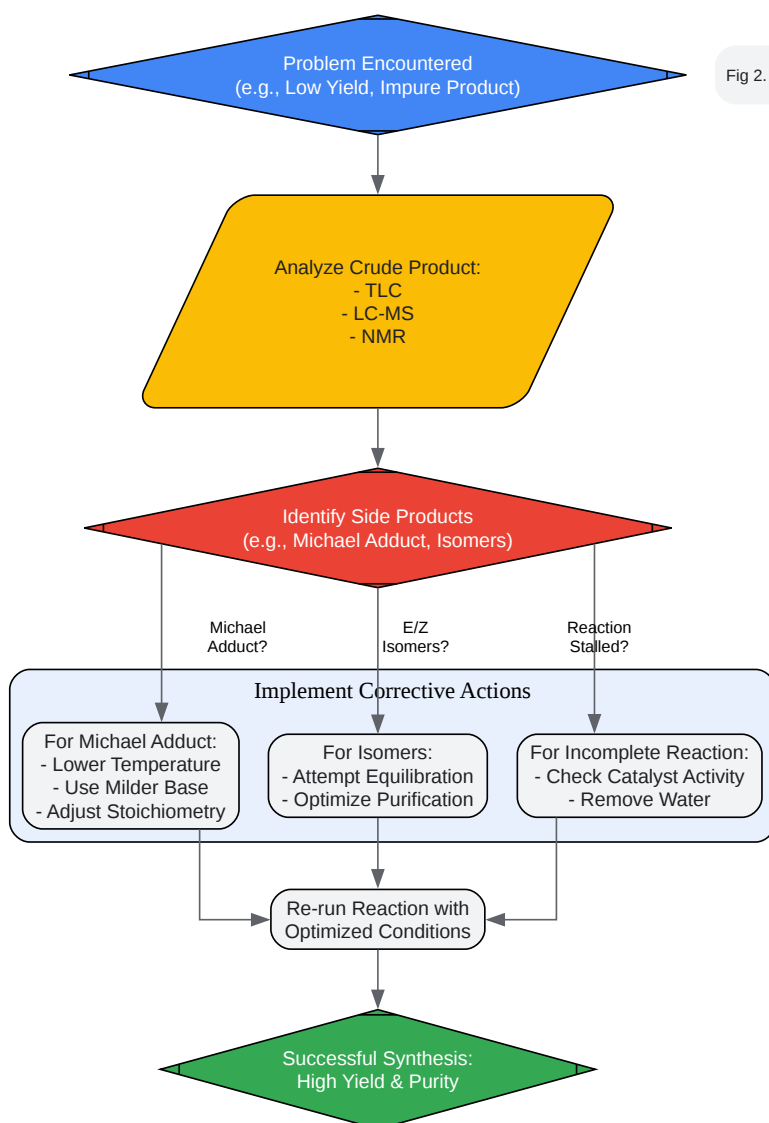 Problem Encountered
(e.g., Low Yield, Impure Product)
Fig 2.
Analyze Crude Product:
- TLC
- LC-MS
- NMR
Identify Side Products
(e.g., Michael Adduct, Isomers)
Michael
Adduct?
E/Z
Isomers?
Reaction
Stalled?
Implement Corrective Actions
For Michael Adduct:
- Lower Temperature
- Use Milder Base
- Adjust Stoichiometry
For Isomers:
- Attempt Equilibration
- Optimize Purification
For Incomplete Reaction:
- Check Catalyst Activity
- Remove Water
Re-run Reaction with
Optimized Conditions
Successful Synthesis:
High Yield & Purity